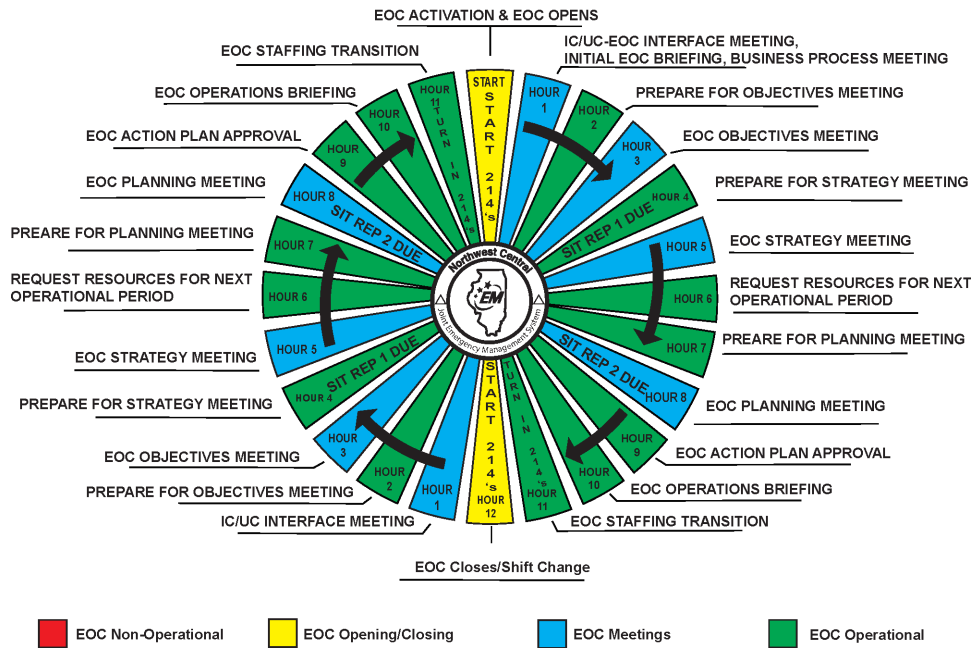 EOC ACTIVATION & EOC OPENS
EOC STAFFING TRANSITION
IC/UC-EOC INTERFACE MEETING,
INITIAL EOC BRIEFING, BUSINESS PROCESS MEETING
EOC OPERATIONS BRIEFING
PREPARE FOR OBJECTIVES MEETING
EOC ACTION PLAN APPROVAL
EOC OBJECTIVES MEETING
EOC PLANNING MEETING
PREPARE FOR STRATEGY MEETING
PREARE FOR PLANNING MEETING
EOC STRATEGY MEETING
REQUEST RESOURCES FOR NEXT
OPERATIONAL PERIOD
REQUEST RESOURCES FOR NEXT
OPERATIONAL PERIOD
EOC STRATEGY MEETING
PREARE FOR PLANNING MEETING
PREPARE FOR STRATEGY MEETING
EOC PLANNING MEETING
EOC OBJECTIVES MEETING
EOC ACTION PLAN APPROVAL
PREPARE FOR OBJECTIVES MEETING
EOC OPERATIONS BRIEFING
IC/UC INTERFACE MEETING
EOC STAFFING TRANSITION
EOC Closes/Shift Change
START
START 214's
HOUR 1
HOUR 2
HOUR 3
HOUR 4
SIT REP 1 DUE
HOUR 5
HOUR 6
HOUR 7
HOUR 8
SIT REP 2 DUE
HOUR 9
HOUR 10
HOUR 11
TURN IN 214's
HOUR 12
START 214's
HOUR 1
HOUR 2
HOUR 3
HOUR 4
SIT REP 1 DUE
HOUR 5
HOUR 6
HOUR 7
HOUR 8
SIT REP 2 DUE
HOUR 9
HOUR 10
HOUR 11
TURN IN 214's
Northwest Central
EM
Joint Emergency Management System
EOC Non-Operational
EOC Opening/Closing
EOC Meetings
EOC Operational